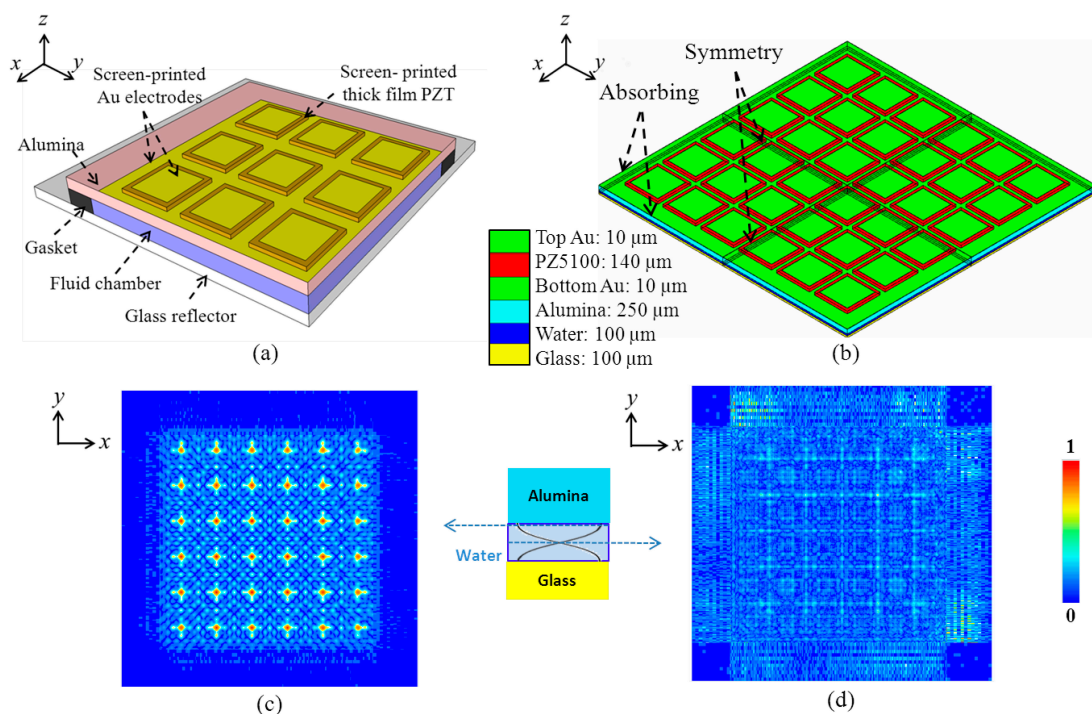 z
x
y
Screen-printed
Au electrodes
Screen- printed
thick film PZT
Alumina
Gasket
Fluid chamber
Glass reflector
(a)
z
x
y
Symmetry
Absorbing
Top Au: 10 μm
PZ5100: 140 μm
Bottom Au: 10 μm
Alumina: 250 μm
Water: 100 μm
Glass: 100 μm
(b)
y
x
(c)
Alumina
Water
Glass
y
x
(d)
1
0